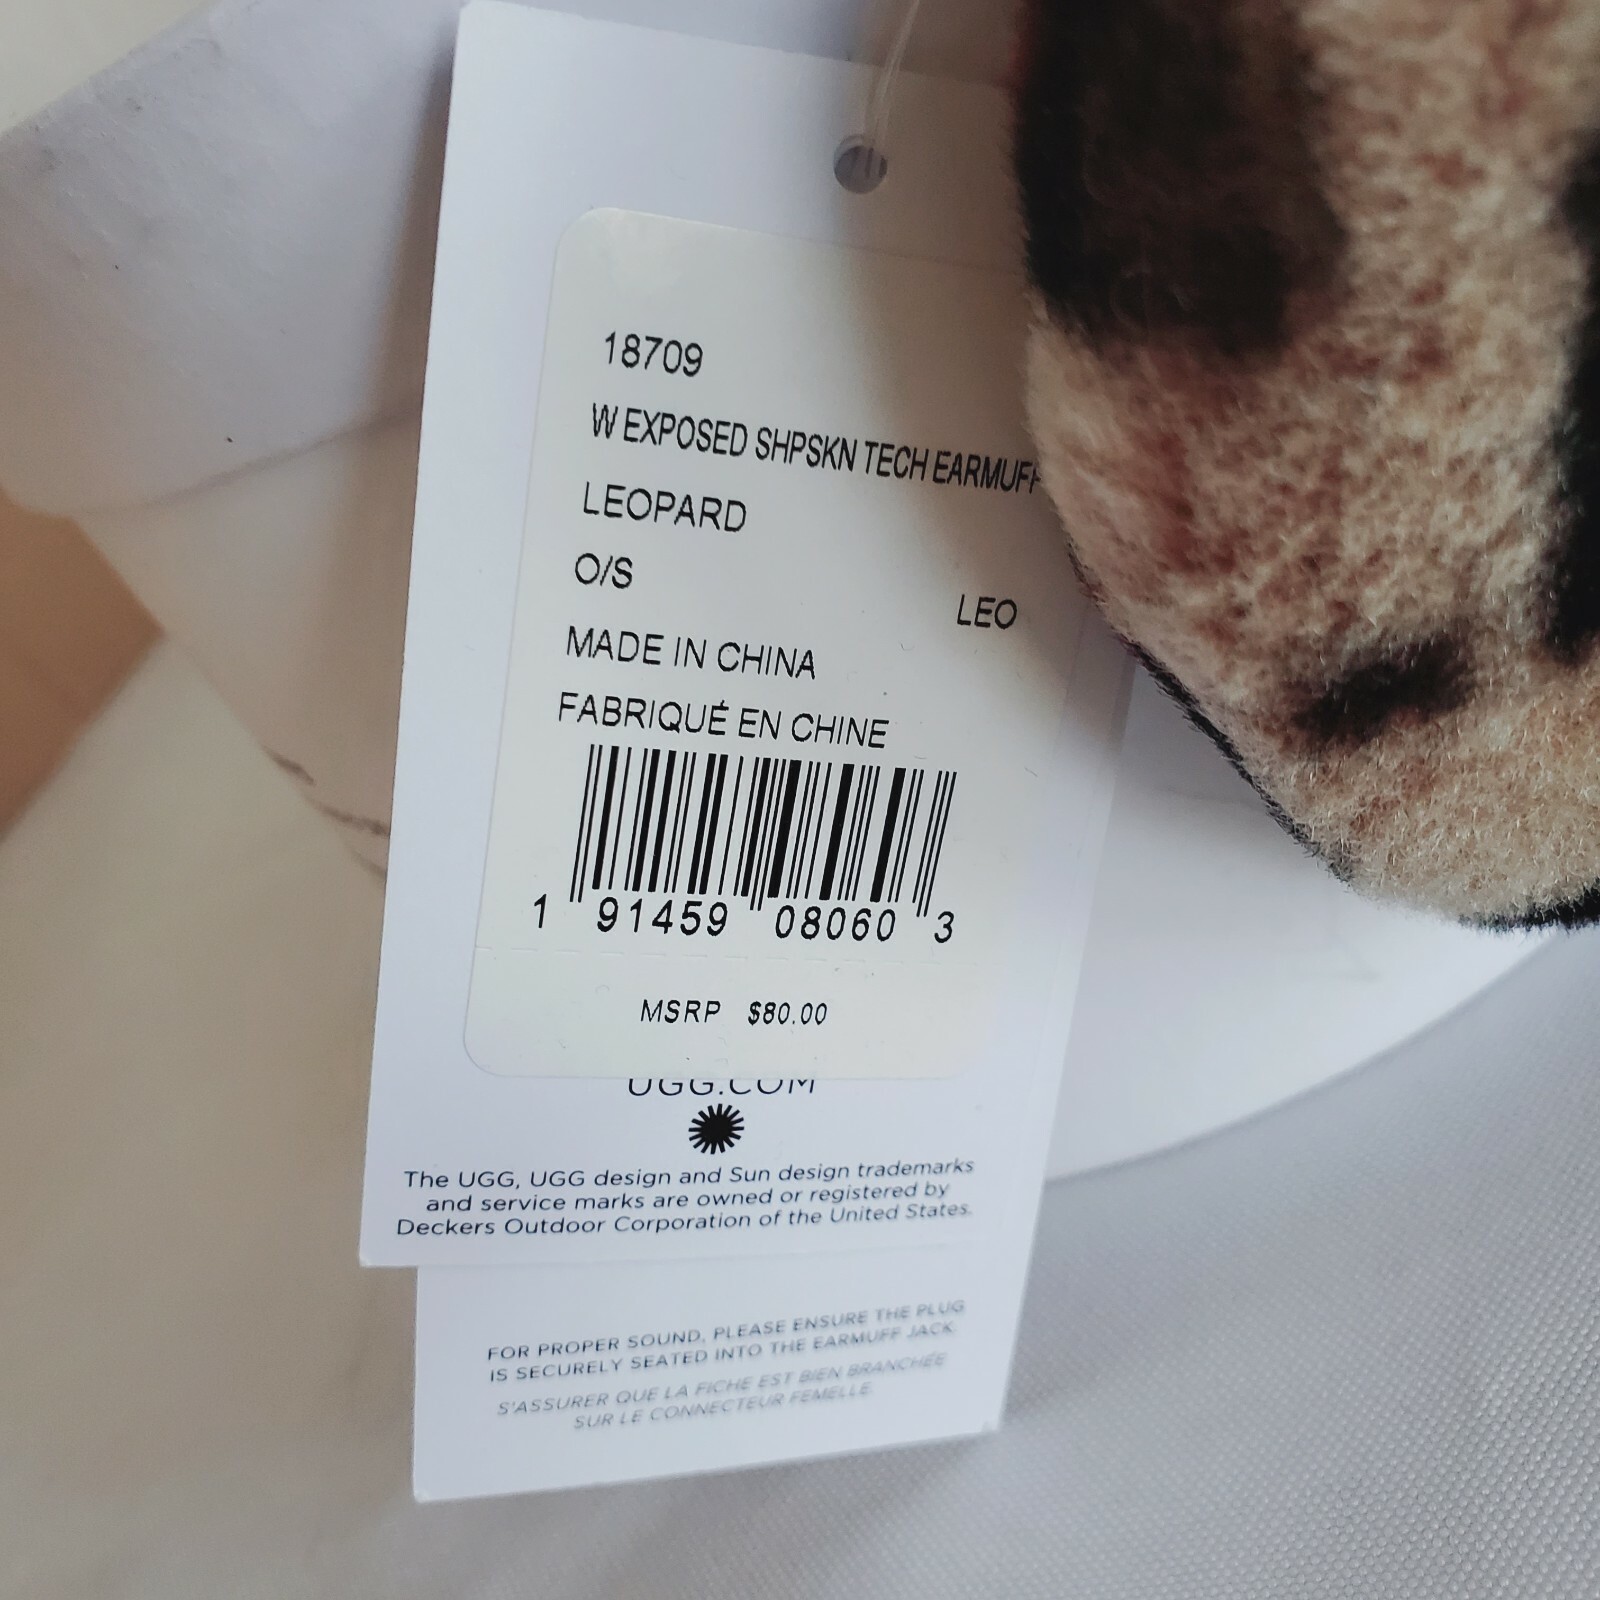 18709
W EXPOSED SHPSKN TECH EARMUFF
LEOPARD
O/S
LEO
MADE IN CHINA
FABRIQUÉ EN CHINE
1 91459 08060 3
MSRP $80.00
UGG.COM
The UGG, UGG design and Sun design trademarks
and service marks are owned or registered by
Deckers Outdoor Corporation of the United States.
FOR PROPER SOUND, PLEASE ENSURE THE PLUG
IS SECURELY SEATED INTO THE EARMUFF JACK.
S'ASSURER QUE LA FICHE EST BIEN BRANCHÉE
SUR LE CONNECTEUR FEMELLE.